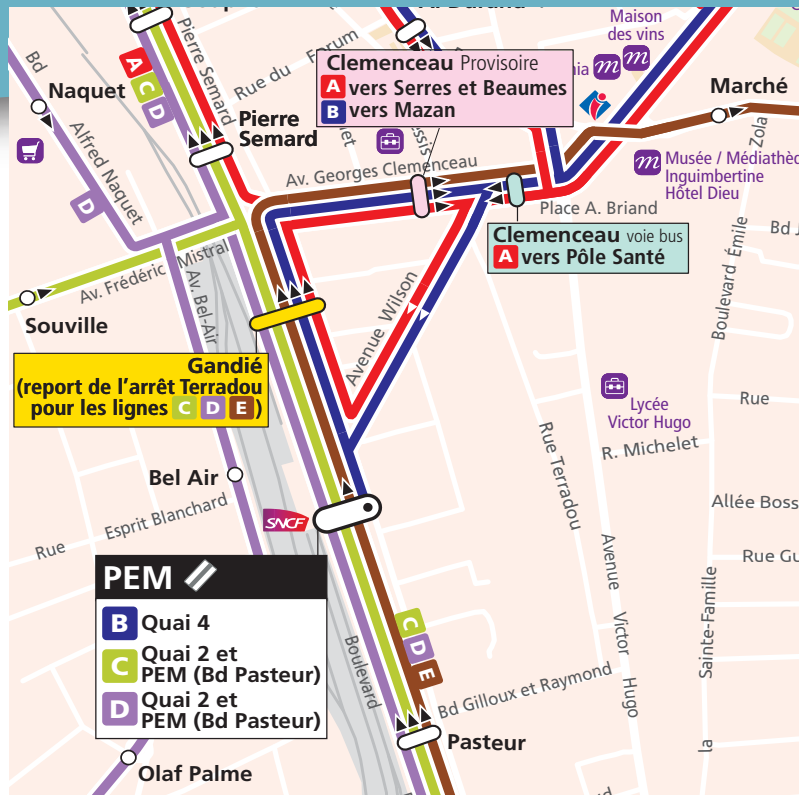 Maison
des vins
Pierre Semard
Rue du Forum
Bd
Alfred Naquet
Naquet
A
C
D
Pierre
Semard
Clemenceau Provisoire
A vers Serres et Beaumes
B vers Mazan
Marché
Zola
Musée / Médiathè
Inguimbertine
Hôtel Dieu
Av. Georges Clemenceau
Place A. Briand
Bd J
D
Clemenceau voie bus
A vers Pôle Santé
Boulevard Émile
Av. Frédéric Mistral
Av. Bel-Air
Avenue Wilson
Souville
Gandié
(report de l'arrêt Terradou
pour les lignes C D E)
Lycée
Victor Hugo
Rue
Rue Terradou
R. Michelet
Bel Air
Rue Esprit Blanchard
SNCF
Allée Boss
Rue Gu
Avenue Victor Hugo
PEM
B Quai 4
C Quai 2 et
PEM (Bd Pasteur)
D Quai 2 et
PEM (Bd Pasteur)
C
D
E
Boulevard
Sainte-Famille
la
Bd Gilloux et Raymond
Pasteur
Olaf Palme